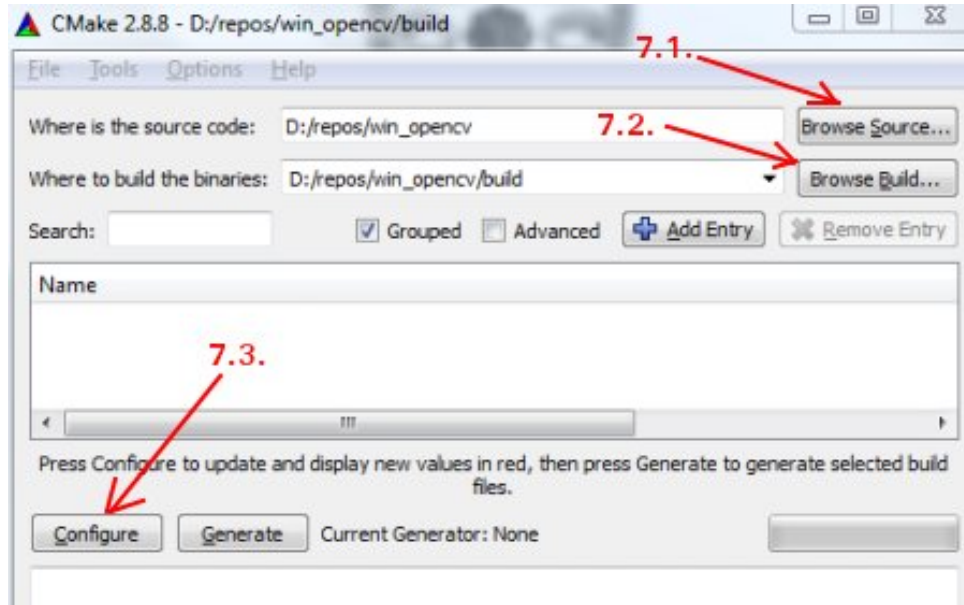 CMake 2.8.8 - D:/repos/win_opencv/build
7.1.
File Tools Options Help
Where is the source code: D:/repos/win_opencv 7.2. Browse Source...
Where to build the binaries: D:/repos/win_opencv/build Browse Build...
Search: Grouped Advanced Add Entry Remove Entry
Name
7.3.
Press Configure to update and display new values in red, then press Generate to generate selected build
files.
Configure Generate Current Generator: None